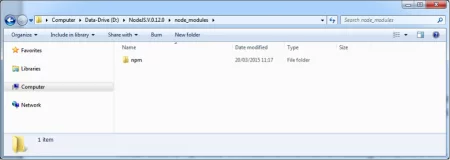 Computer ▸ Data-Drive (D:) ▸ NodeJS.V.0.12.0 ▸ node_modules ▸
Search node_modules
Organize ▾ Include in library ▾ Share with ▾ Burn New folder
Name Date modified Type Size
Favorites
npm 20/03/2015 11:17 File folder
Libraries
Computer
Network
1 item